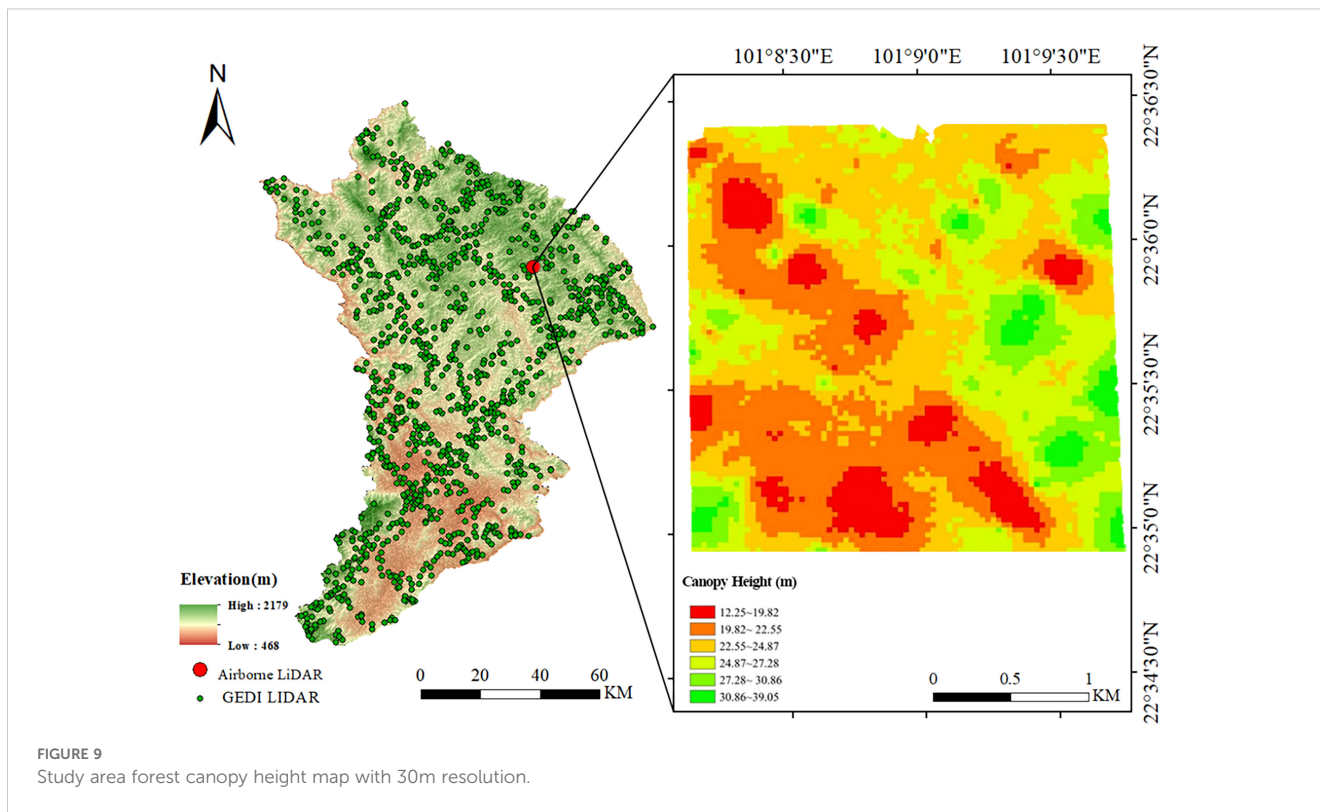 N
Elevation(m)
High : 2179
Low : 468
Airborne LiDAR
GEDI LIDAR
0 20 40 60
KM
101°8'30"E 101°9'0"E 101°9'30"E
22°36'30"N
22°36'0"N
22°35'30"N
22°35'0"N
22°34'30"N
Canopy Height (m)
12.25~19.82
19.82~ 22.55
22.55~24.87
24.87~27.28
27.28~ 30.86
30.86~39.05
0 0.5 1
KM
FIGURE 9
Study area forest canopy height map with 30m resolution.